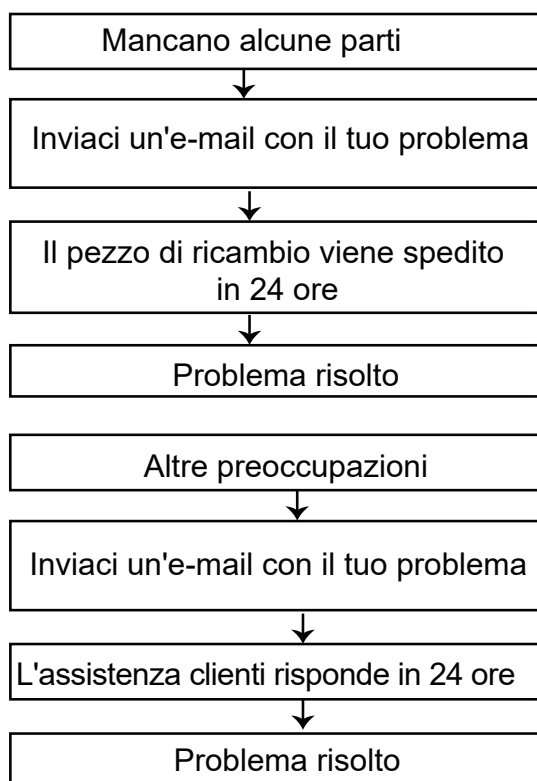 Mancano alcune parti
Inviaci un'e-mail con il tuo problema
Il pezzo di ricambio viene spedito
in 24 ore
Problema risolto
Altre preoccupazioni
Inviaci un'e-mail con il tuo problema
L'assistenza clienti risponde in 24 ore
Problema risolto